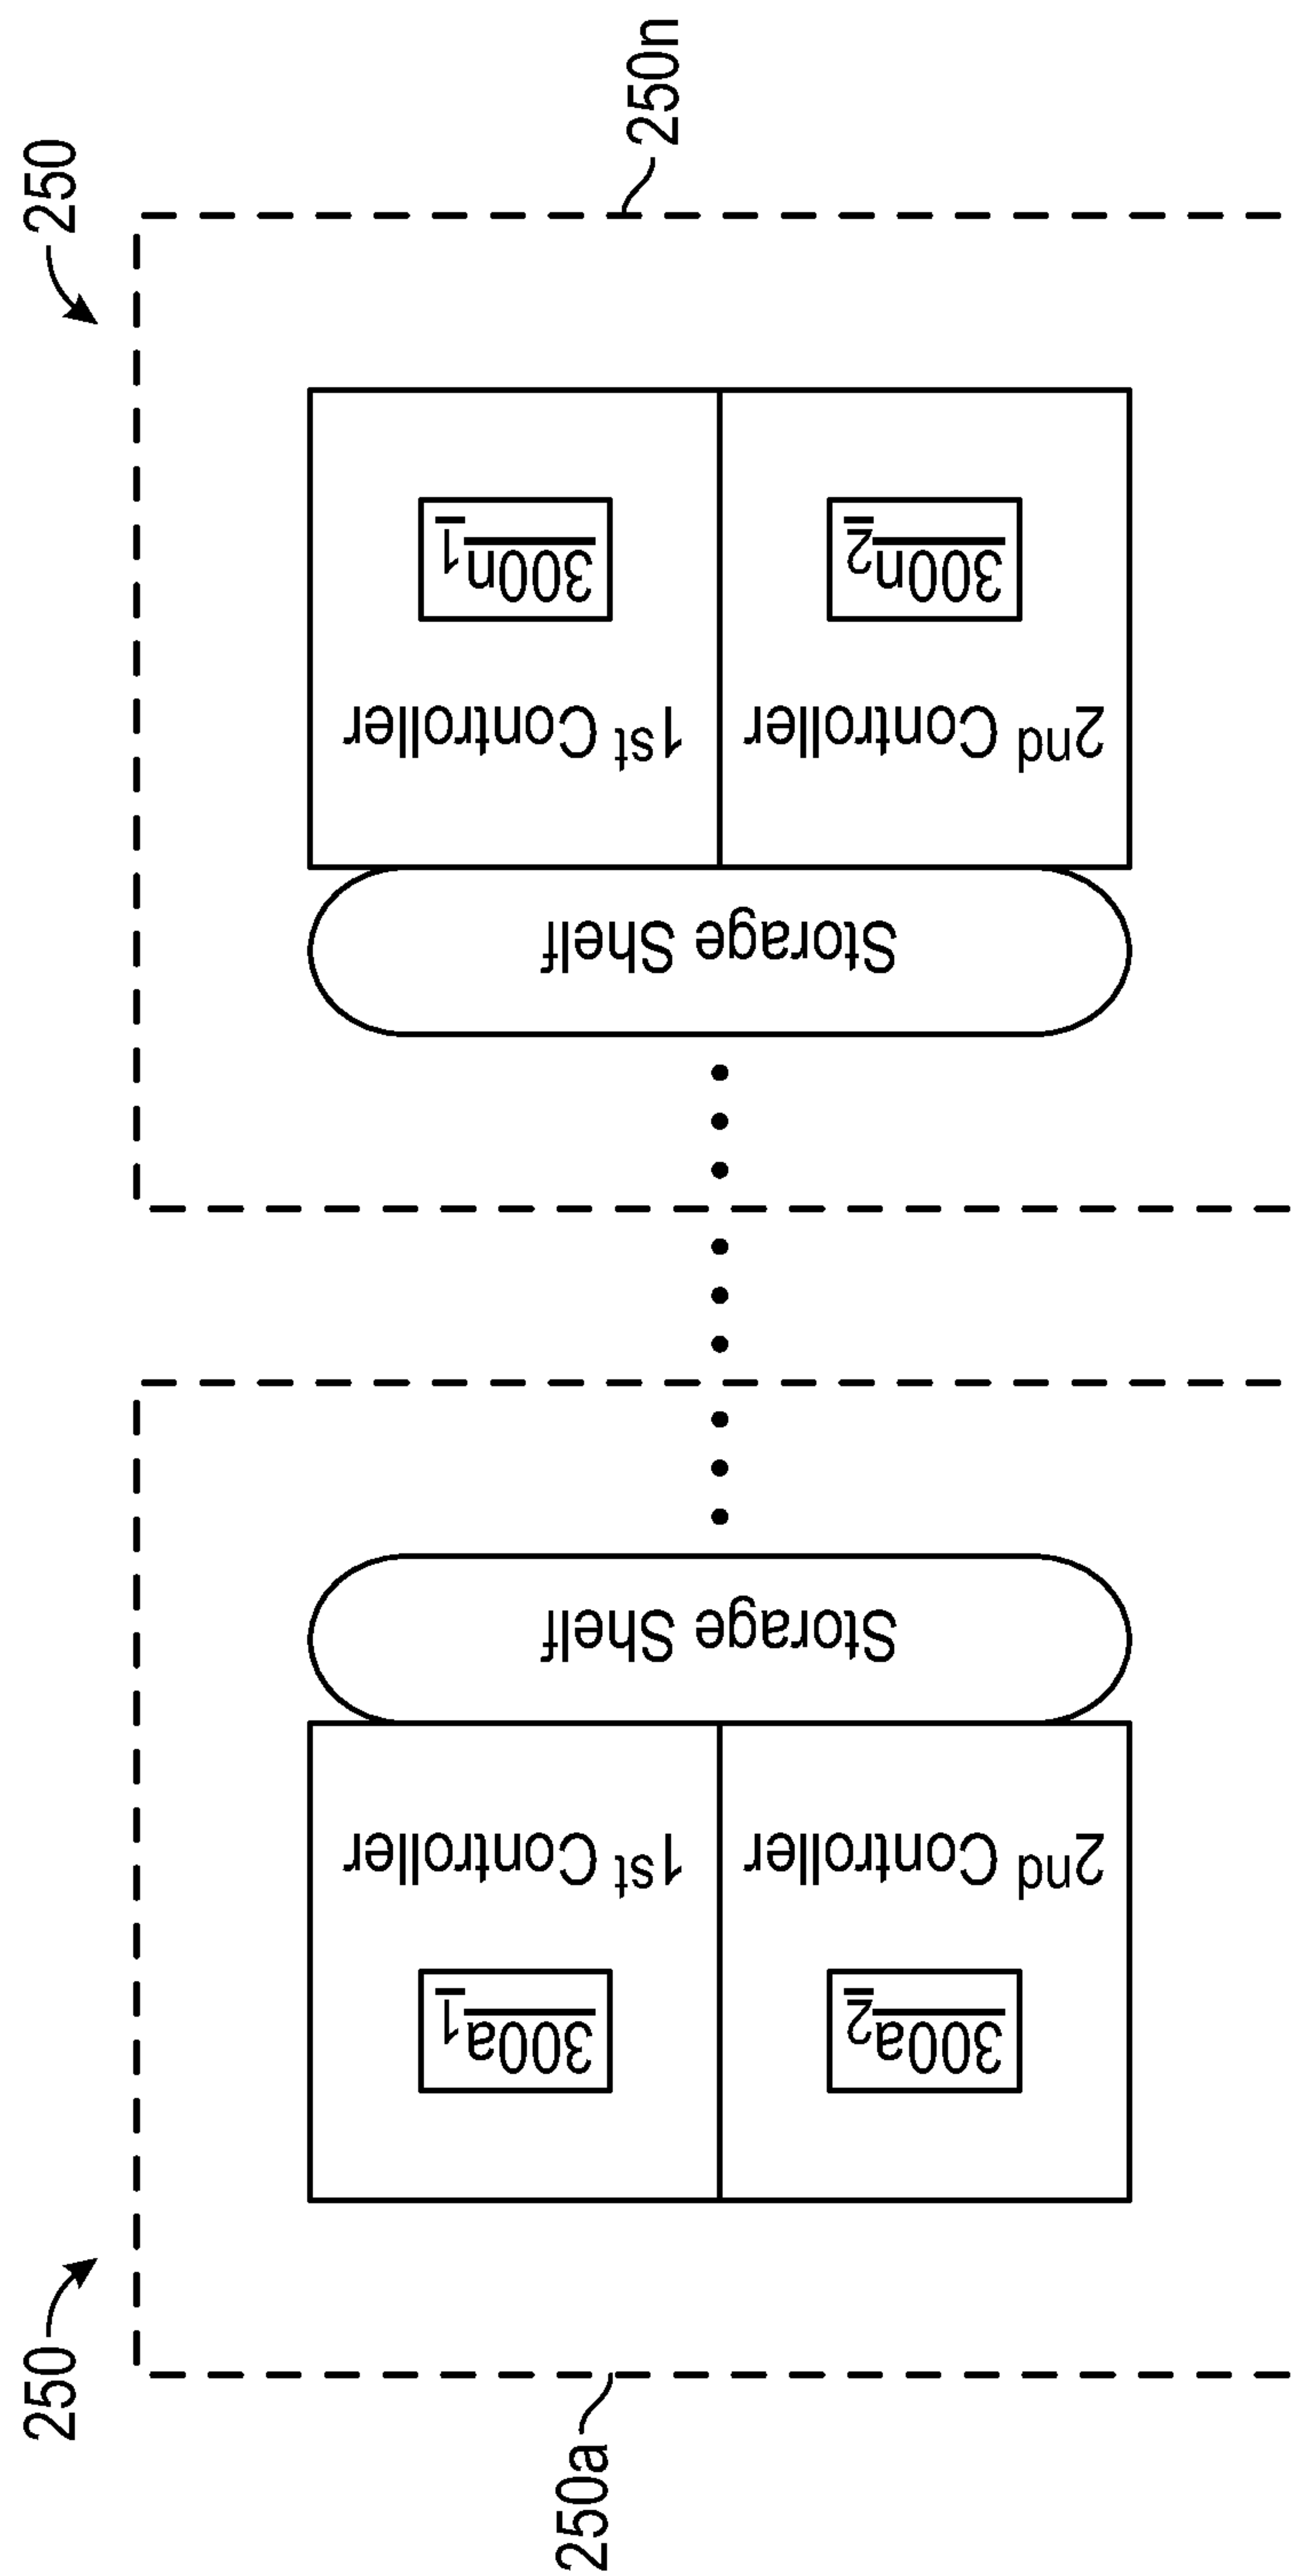 250
250n
300n1
1st Controller
300n2
2nd Controller
Storage Shelf
Storage Shelf
1st Controller
300a1
2nd Controller
300a2
250
250a